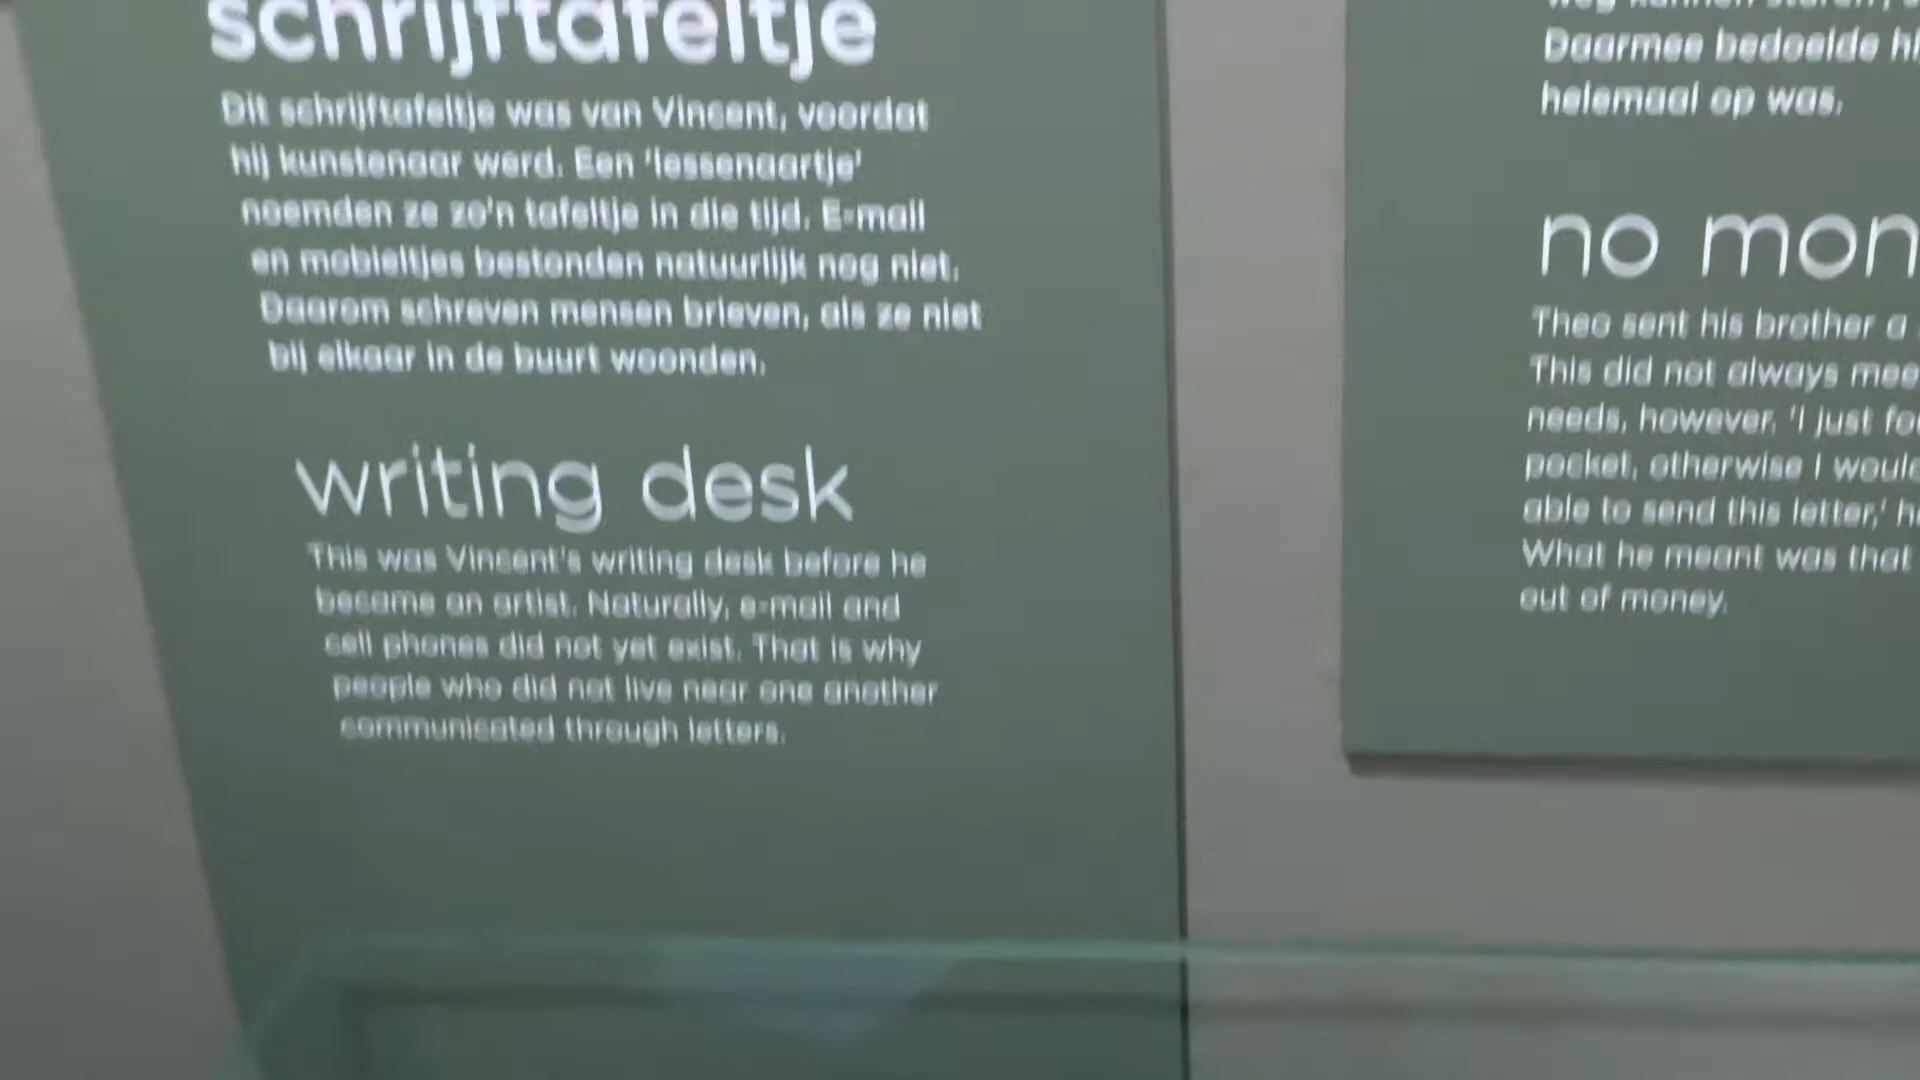 schrijftafeltje
Dit schrijftafeltje was van Vincent, voordat
hij kunstenaar werd. Een 'lessenaartje'
noemden ze zo'n tafeltje in die tijd. E-mail
en mobieltjes bestonden natuurlijk nog niet.
Daarom schreven mensen brieven, als ze niet
bij elkaar in de buurt woonden.
writing desk
This was Vincent's writing desk before he
became an artist. Naturally, e-mail and
cell phones did not yet exist. That is why
people who did not live near one another
communicated through letters.
Daarmee bedoelde
helemaal op was.
no
Theo sent his brother a
This did not always
needs, however. 'I just
pocket, otherwise I
able to send this letter,'
What he meant was that
out of money.